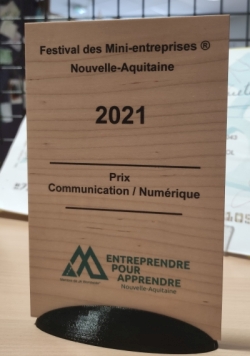 Festival des Mini-entreprises ®
Nouvelle-Aquitaine
2021
Prix
Communication / Numérique
ENTREPRENDRE
POUR
APPRENDRE
Nouvelle-Aquitaine